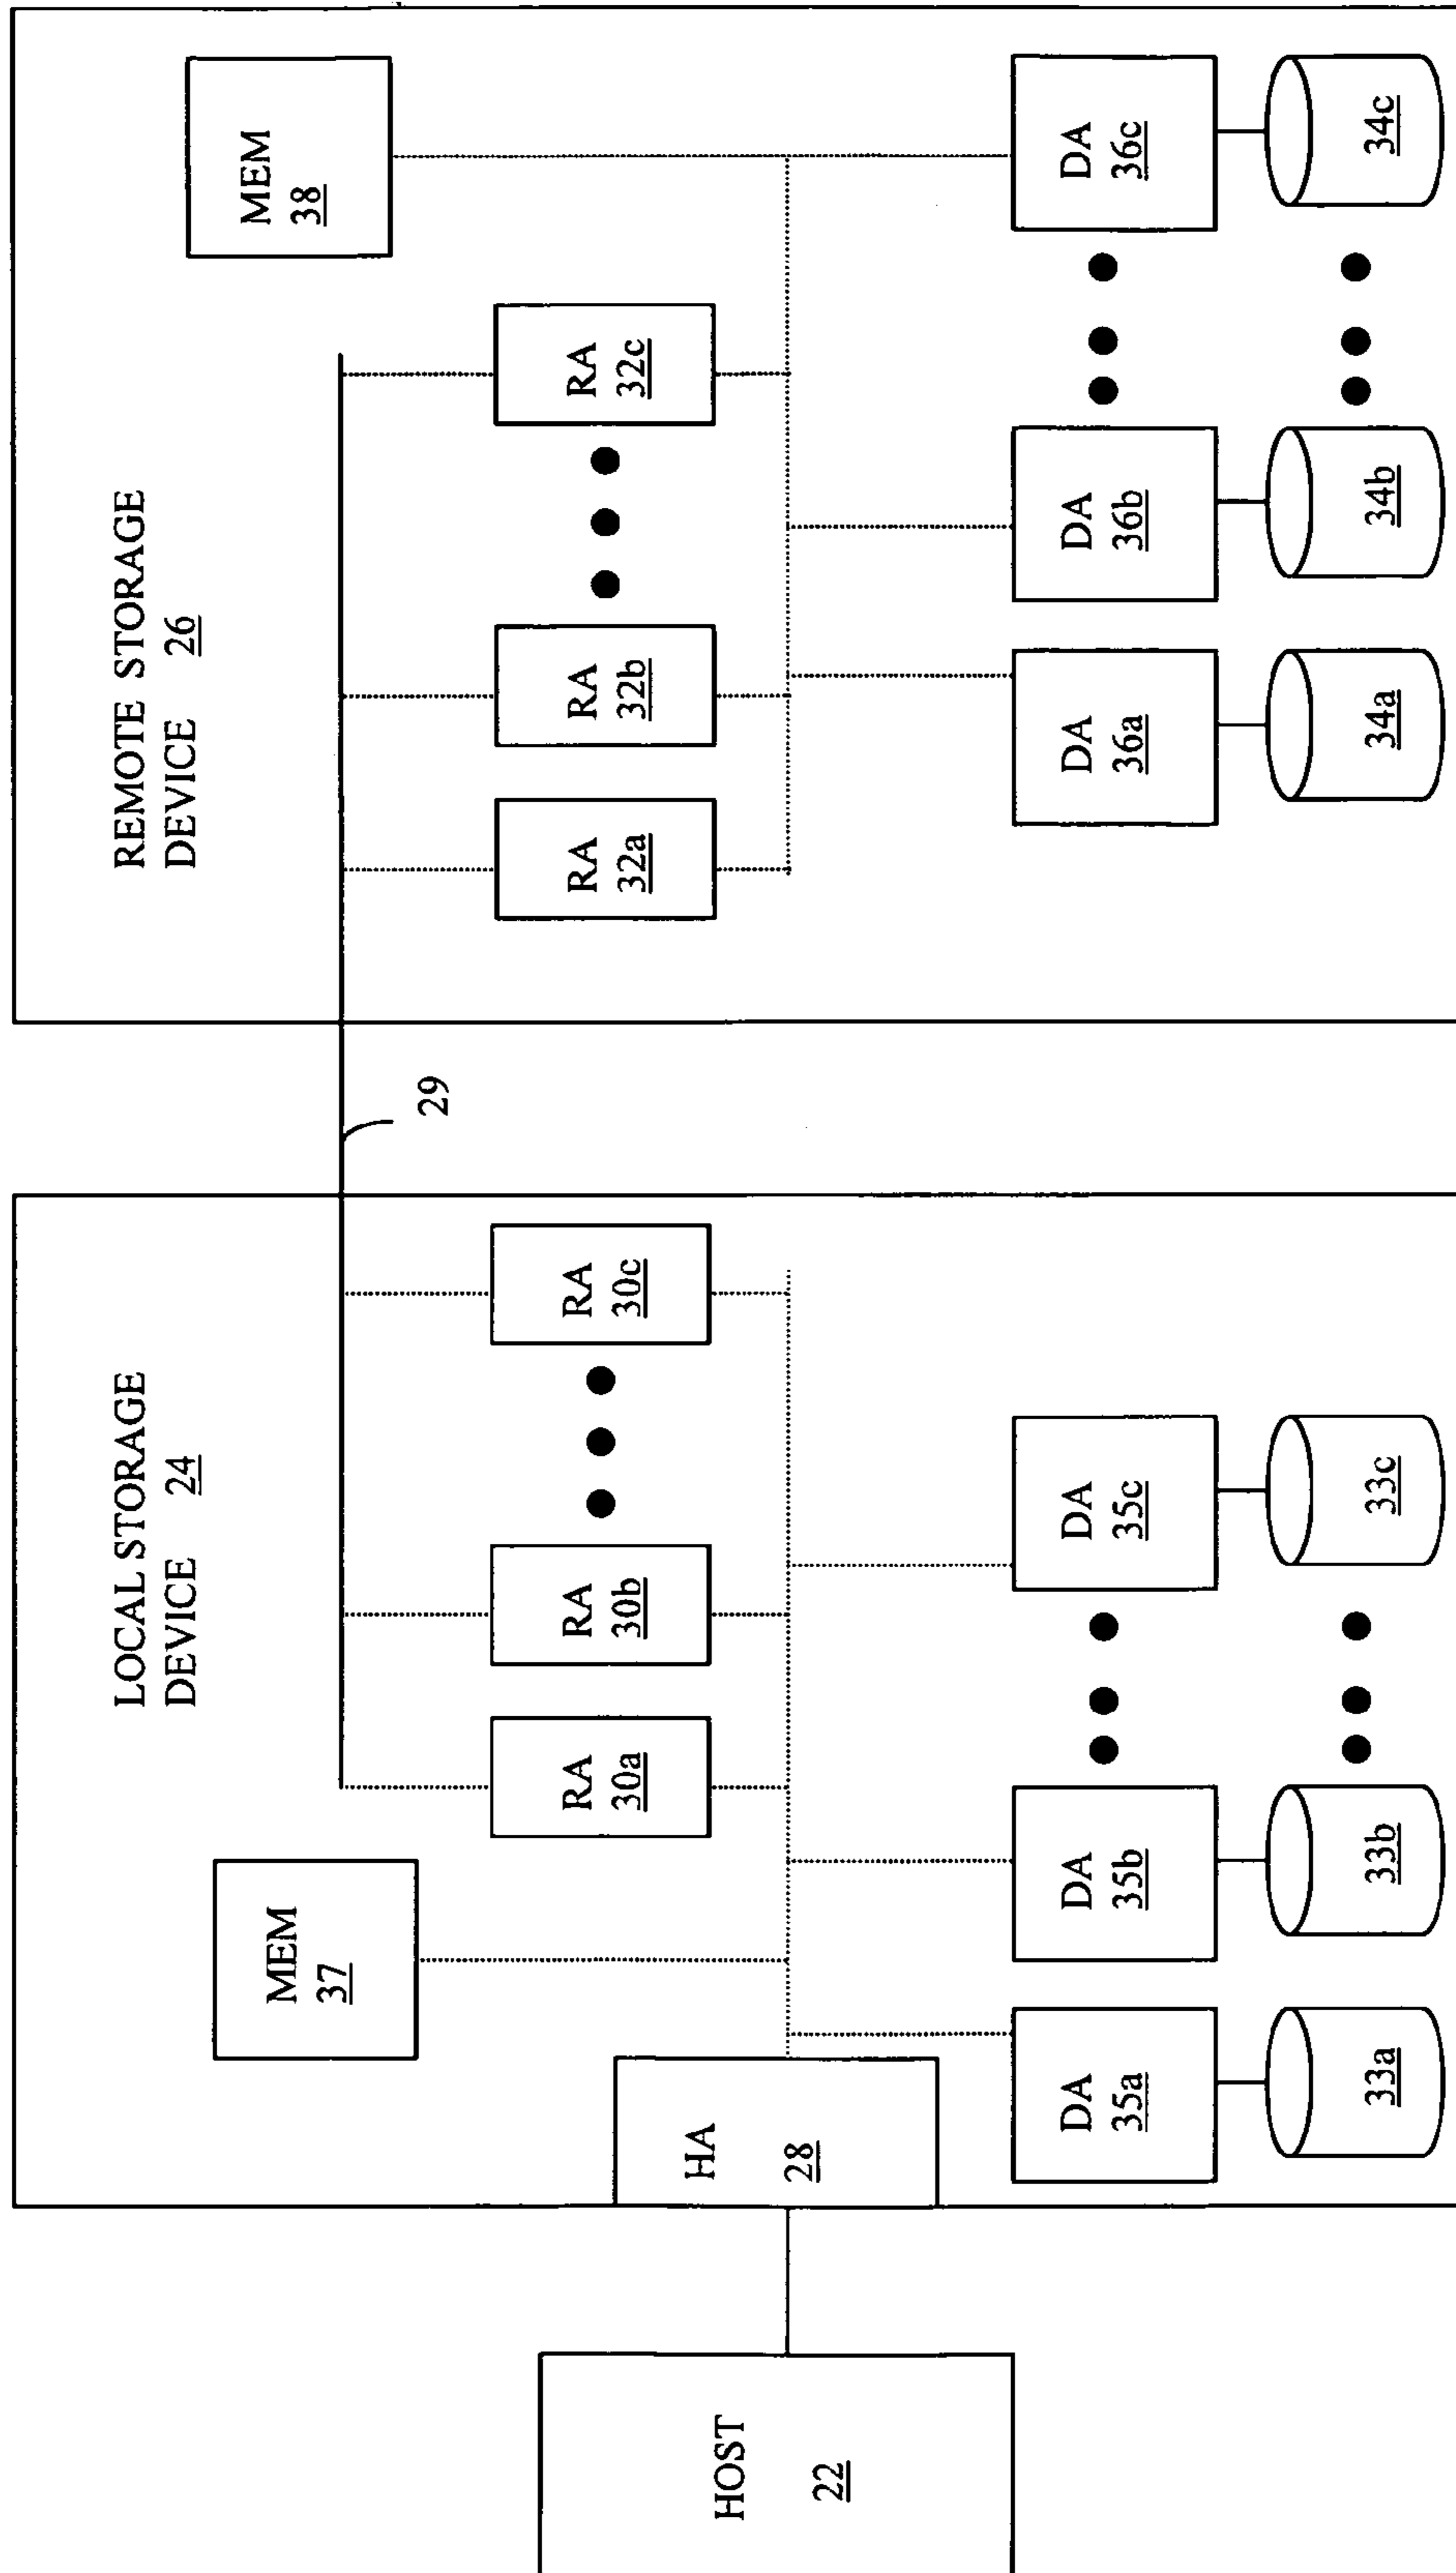 HOST
22
LOCAL STORAGE
DEVICE 24
MEM
37
HA
28
RA
30a
RA
30b
RA
30c
DA
35a
DA
35b
DA
35c
33a
33b
33c
29
REMOTE STORAGE
DEVICE 26
MEM
38
RA
32a
RA
32b
RA
32c
DA
36a
DA
36b
DA
36c
34a
34b
34c